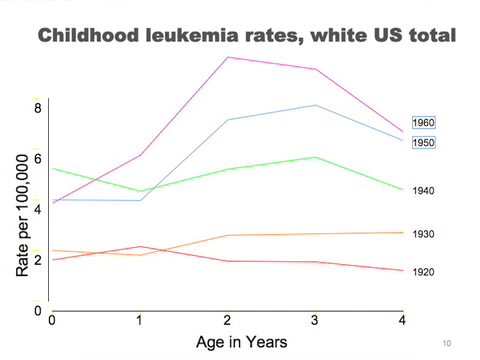 Childhood leukemia rates, white US total
Rate per 100,000
8
6
4
2
0
0 1 2 3 4
Age in Years
1960
1950
1940
1930
1920
10